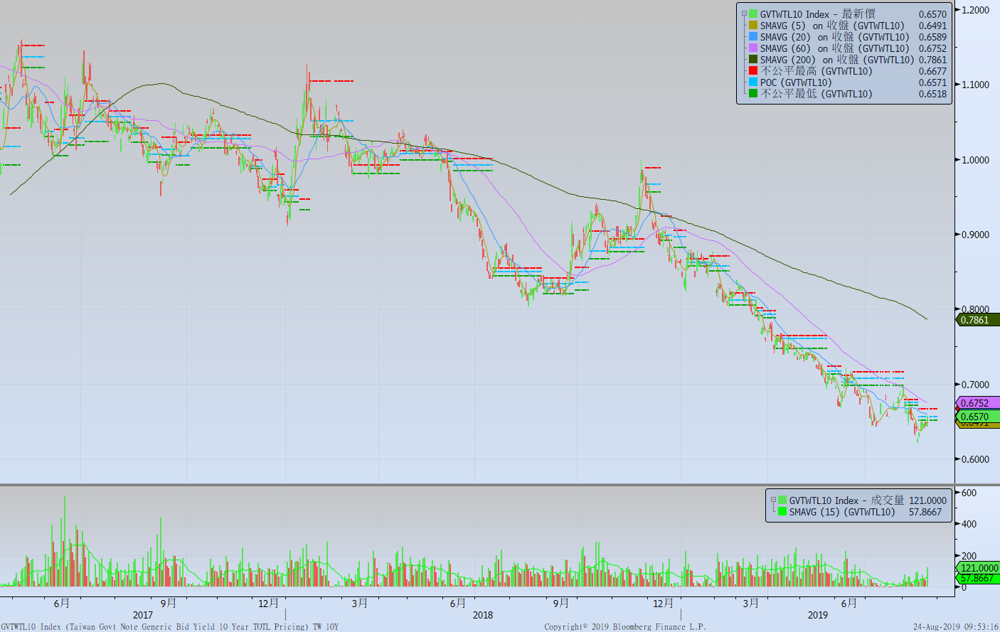 GVTWTL10 Index - 最新價 0.6570
SMAVG (5) on 收盤 (GVTWTL10) 0.6491
SMAVG (20) on 收盤 (GVTWTL10) 0.6589
SMAVG (60) on 收盤 (GVTWTL10) 0.6752
SMAVG (200) on 收盤 (GVTWTL10) 0.7861
不公平最高 (GVTWTL10) 0.6677
POC (GVTWTL10) 0.6571
不公平最低 (GVTWTL10) 0.6518
1.2000
1.1000
1.0000
0.9000
0.8000
0.7861
0.7000
0.6752
0.6570
0.6491
0.6000
GVTWTL10 Index - 成交量 121.0000
SMAVG (15) (GVTWTL10) 57.8667
600
400
200
121.0000
57.8667
0
6月 9月 12月 3月 6月 9月 12月 3月 6月
2017 2018 2019
GVTWTL10 Index (Taiwan Govt Note Generic Bid Yield 10 Year TOTL Pricing) TW 10Y Copyright© 2019 Bloomberg Finance L.P. 24-Aug-2019 09:53:16